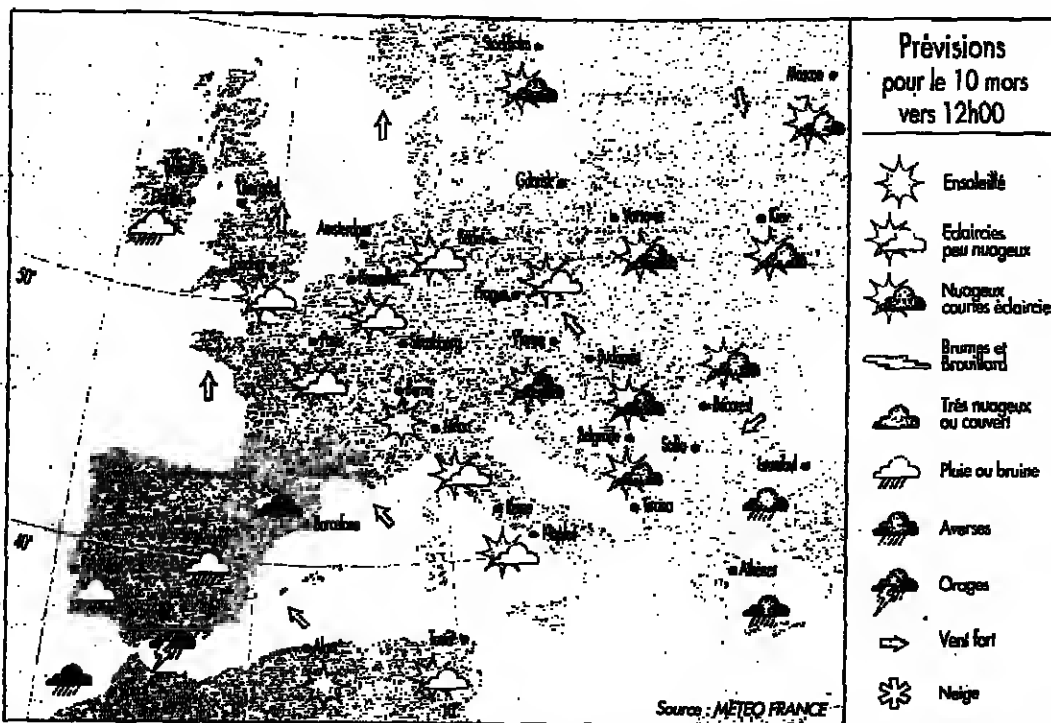 Stockholm
Moscou
Gdansk
Varsovie
Kiev
Amsterdam
Berlin
50°
Bruxelles
Prague
Paris
Strasbourg
Vienne
Budapest
Berne
Bucarest
Milan
Belgrade
Sofia
Istanbul
Rome
Tirana
Barcelone
Naples
40°
Athènes
Alger
Tunis
Source : METEO FRANCE
Prévisions
pour le 10 mars
vers 12h00
Ensoleillé
Eclaircies
peu nuageux
Nuageux
courtes éclaircies
Brumes et
Brouillard
Très nuageux
ou couvert
Pluie ou bruine
Averses
Orages
Vent fort
Neige